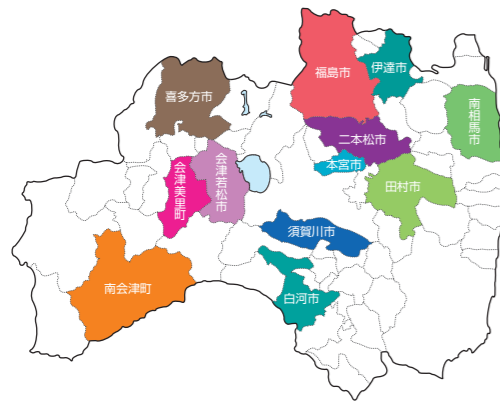 福島市
伊達市
喜多方市
南相馬市
二本松市
本宮市
会津若松市
会津美里町
田村市
須賀川市
南会津町
白河市